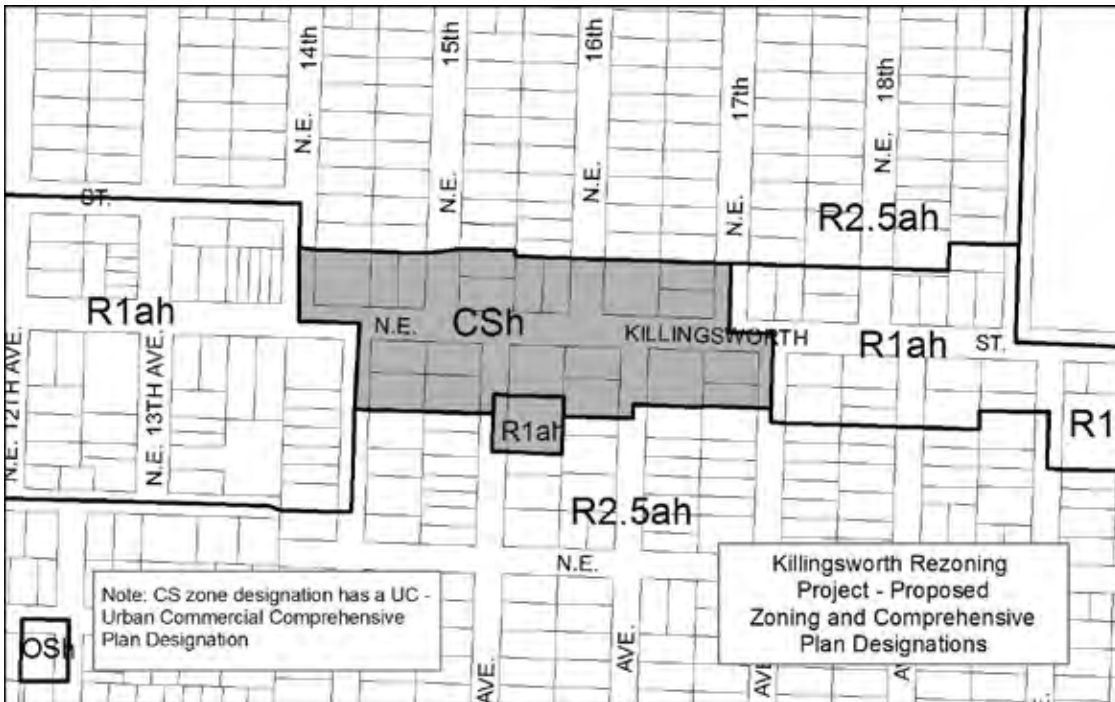 14th
15th
16th
17th
18th
N.E.
N.E.
N.E.
N.E.
N.E.
N.E.
N.E.
ST.
R2.5ah
R1ah
N.E.
CSh
KILLINGSWORTH
R1ah
ST.
N.E. 12TH AVE.
N.E. 13TH AVE.
R1ah
R1
R2.5ah
N.E.
Note: CS zone designation has a UC -
Urban Commercial Comprehensive
Plan Designation
Killingsworth Rezoning
Project - Proposed
Zoning and Comprehensive
Plan Designations
OSh
AVE.
AVE.
AVE